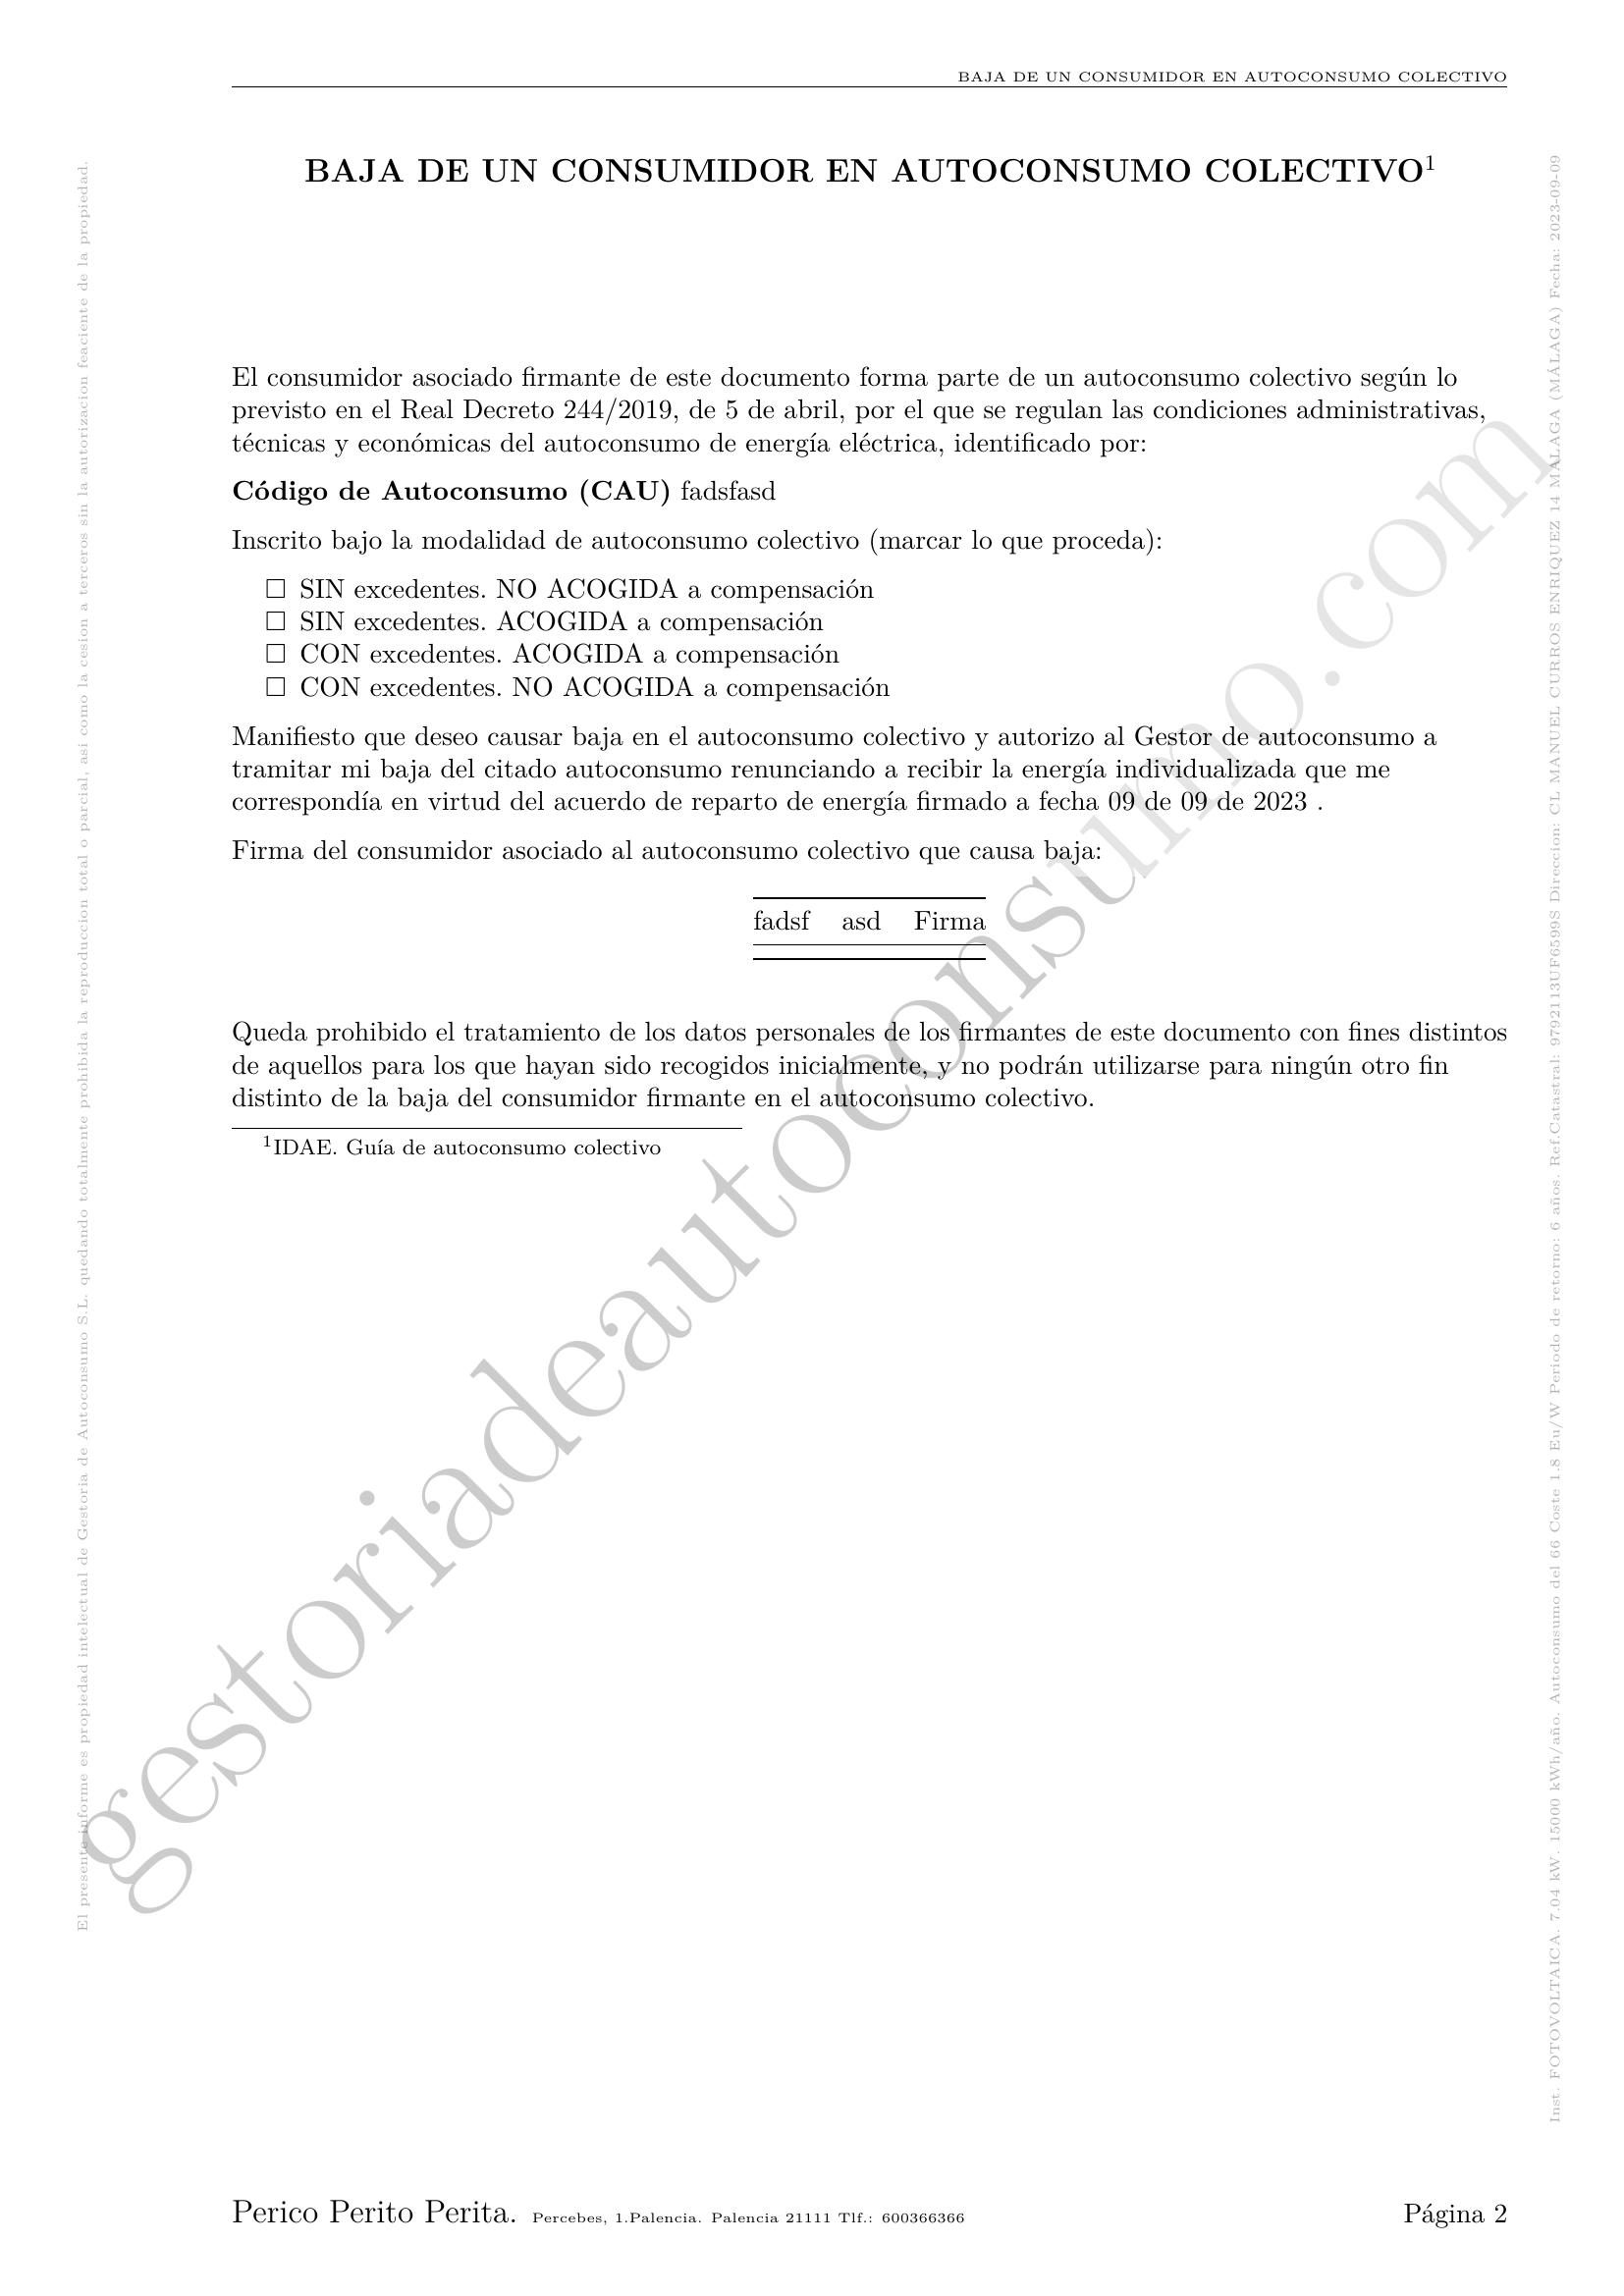 BAJA DE UN CONSUMIDOR EN AUTOCONSUMO COLECTIVO
BAJA DE UN CONSUMIDOR EN AUTOCONSUMO COLECTIVO¹
El consumidor asociado firmante de este documento forma parte de un autoconsumo colectivo según lo
previsto en el Real Decreto 244/2019, de 5 de abril, por el que se regulan las condiciones administrativas,
técnicas y económicas del autoconsumo de energía eléctrica, identificado por:
Código de Autoconsumo (CAU) fadsfasd
Inscrito bajo la modalidad de autoconsumo colectivo (marcar lo que proceda):
☐ SIN excedentes. NO ACOGIDA a compensación
☐ SIN excedentes. ACOGIDA a compensación
☐ CON excedentes. ACOGIDA a compensación
☐ CON excedentes. NO ACOGIDA a compensación
Manifiesto que deseo causar baja en el autoconsumo colectivo y autorizo al Gestor de autoconsumo a
tramitar mi baja del citado autoconsumo renunciando a recibir la energía individualizada que me
correspondía en virtud del acuerdo de reparto de energía firmado a fecha 09 de 09 de 2023 .
Firma del consumidor asociado al autoconsumo colectivo que causa baja:
fadsf asd Firma
Queda prohibido el tratamiento de los datos personales de los firmantes de este documento con fines distintos
de aquellos para los que hayan sido recogidos inicialmente, y no podrán utilizarse para ningún otro fin
distinto de la baja del consumidor firmante en el autoconsumo colectivo.
¹IDAE. Guía de autoconsumo colectivo
gestoriadeautoconsumo.com
El presente informe es propiedad intelectual de Gestoria de Autoconsumo S.L. quedando totalmente prohibida la reproduccion total o parcial, asi como la cesion a terceros sin la autorizacion feaciente de la propiedad.
Inst. FOTOVOLTAICA. 7.04 kW. 15000 kWh/año. Autoconsumo del 66 Coste 1.8 Eu/W Periodo de retorno: 6 años. Ref.Catastral: 9792113UF6599S Direccion: CL MANUEL CURROS ENRIQUEZ 14 MALAGA (MÁLAGA) Fecha: 2023-09-09
Perico Perito Perita. Percebes, 1.Palencia. Palencia 21111 Tlf.: 600366366
Página 2